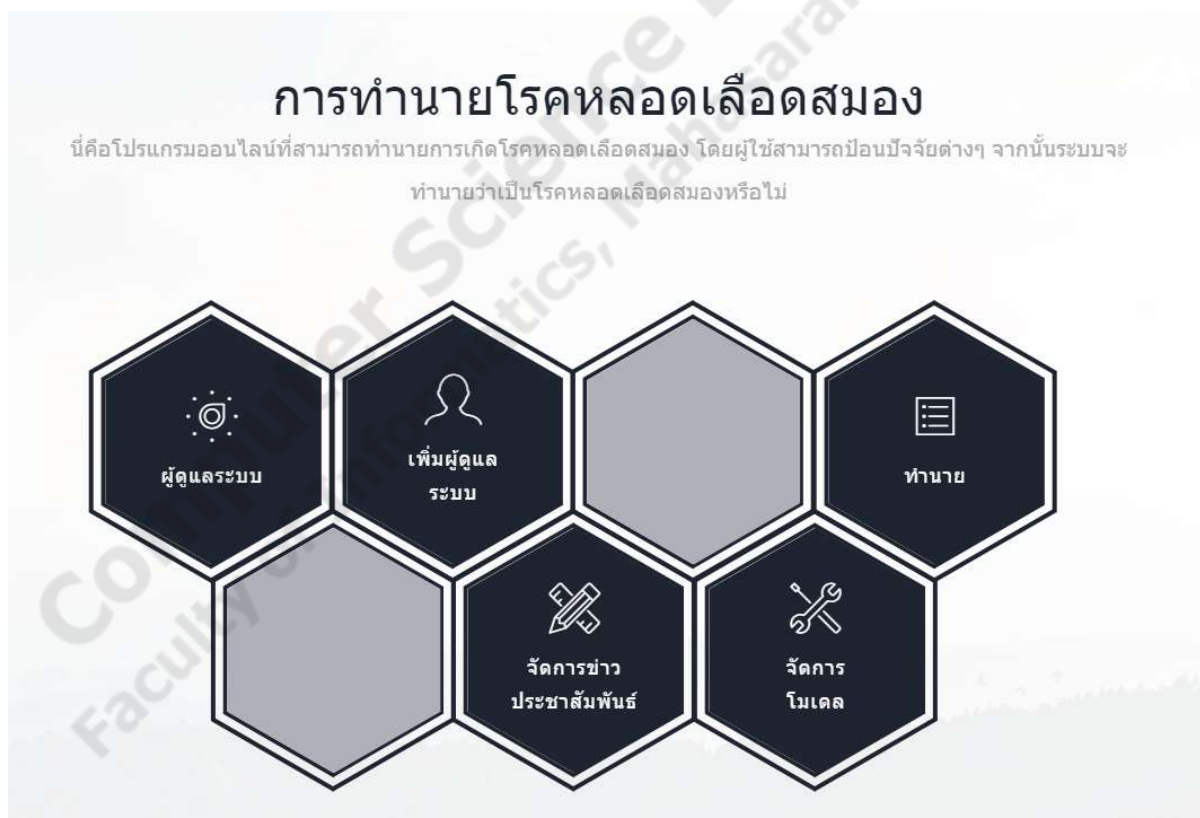 การทำนายโรคหลอดเลือดสมอง
นี่คือโปรแกรมออนไลน์ที่สามารถทำนายการเกิดโรคหลอดเลือดสมอง โดยผู้ใช้สามารถป้อนปัจจัยต่างๆ จากนั้นระบบจะ
ทำนายว่าเป็นโรคหลอดเลือดสมองหรือไม่
ผู้ดูแลระบบ
เพิ่มผู้ดูแล
ระบบ
ทำนาย
จัดการข่าว
ประชาสัมพันธ์
จัดการ
โมเดล
Computer Science
Faculty of Informatics,